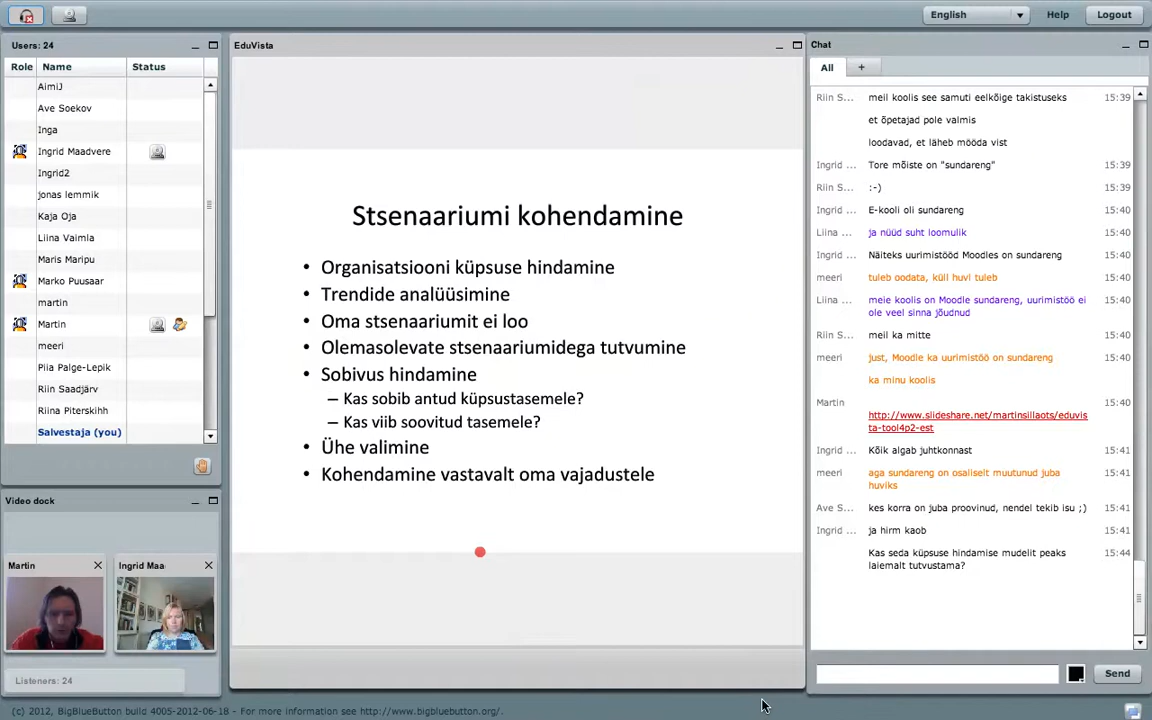 English
Help
Logout
Users: 24
Role Name Status
AimiJ
Ave Soekov
Inga
Ingrid Maadvere
Ingrid2
jonas lemmik
Kaja Oja
Liina Vaimla
Maris Maripu
Marko Puusaar
martin
Martin
meeri
Piia Palge-Lepik
Riin Saadjärv
Riina Piterskihh
Salvestaja (you)
Video dock
Martin
Ingrid Maa
Listeners: 24
EduVista
Stsenaariumi kohendamine
• Organisatsiooni küpsuse hindamine
• Trendide analüüsimine
• Oma stsenaariumit ei loo
• Olemasolevate stsenaariumidega tutvumine
• Sobivus hindamine
– Kas sobib antud küpsustasemele?
– Kas viib soovitud tasemele?
• Ühe valimine
• Kohendamine vastavalt oma vajadustele
Chat
All +
Riin S... meil koolis see samuti eelkõige takistuseks 15:39
et õpetajad pole valmis
loodavad, et läheb mööda vist
Ingrid ... Tore mõiste on "sundareng" 15:39
Riin S... :-) 15:39
Ingrid ... E-kooli oli sundareng 15:40
Liina ... ja nüüd suht loomulik 15:40
Ingrid ... Näiteks uurimistööd Moodles on sundareng 15:40
meeri tuleb oodata, küll huvi tuleb 15:40
Liina ... meie koolis on Moodle sundareng, uurimistöö ei 15:40
ole veel sinna jõudnud
Riin S... meil ka mitte 15:40
meeri just, Moodle ka uurimistöö on sundareng 15:40
ka minu koolis
Martin 15:40
http://www.slideshare.net/martinsillaots/eduvis
ta-tool4p2-est
Ingrid ... Kõik algab juhtkonnast 15:41
meeri aga sundareng on osaliselt muutunud juba 15:41
huviks
Ave S... kes korra on juba proovinud, nendel tekib isu ;) 15:41
Ingrid ... ja hirm kaob 15:41
Kas seda küpsuse hindamise mudelit peaks 15:44
laiemalt tutvustama?
Send
(c) 2012, BigBlueButton build 4005-2012-06-18 - For more information see http://www.bigbluebutton.org/.